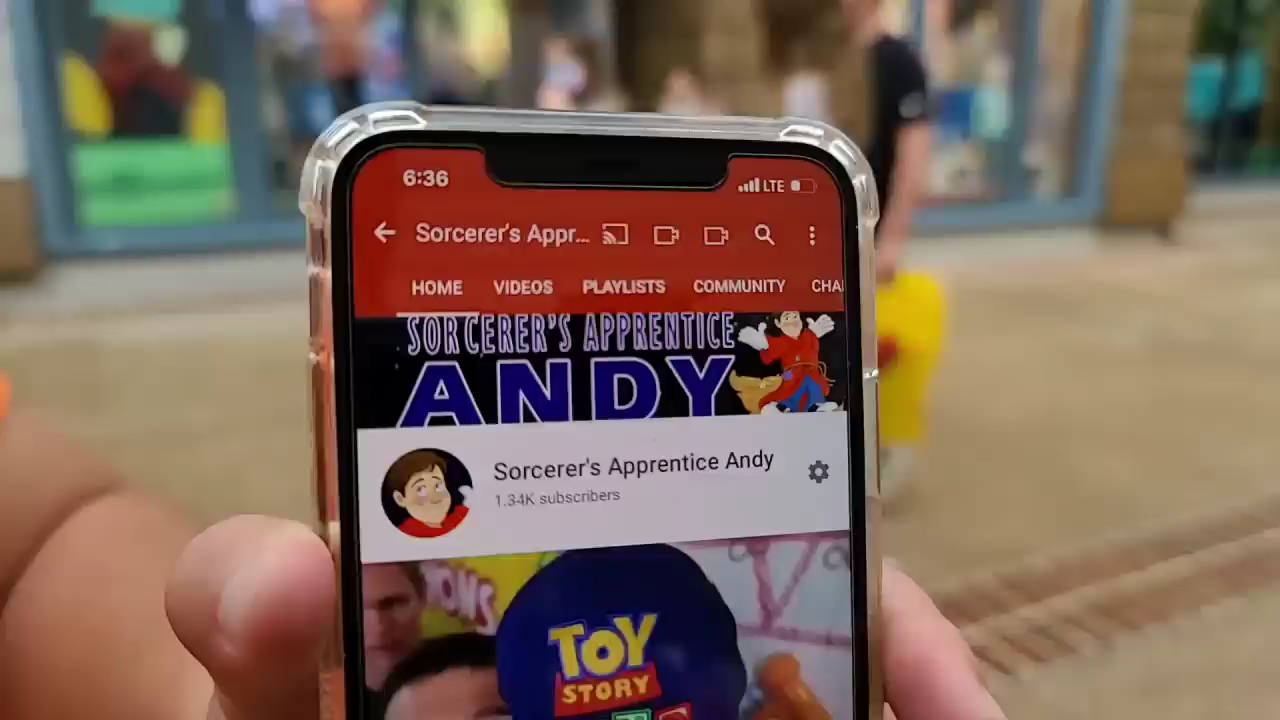 6:36
LTE
Sorcerer's Appr...
HOME VIDEOS PLAYLISTS COMMUNITY CHA
SORCERER'S APPRENTICE
ANDY
Sorcerer's Apprentice Andy
1.34K subscribers
TOY
STORY